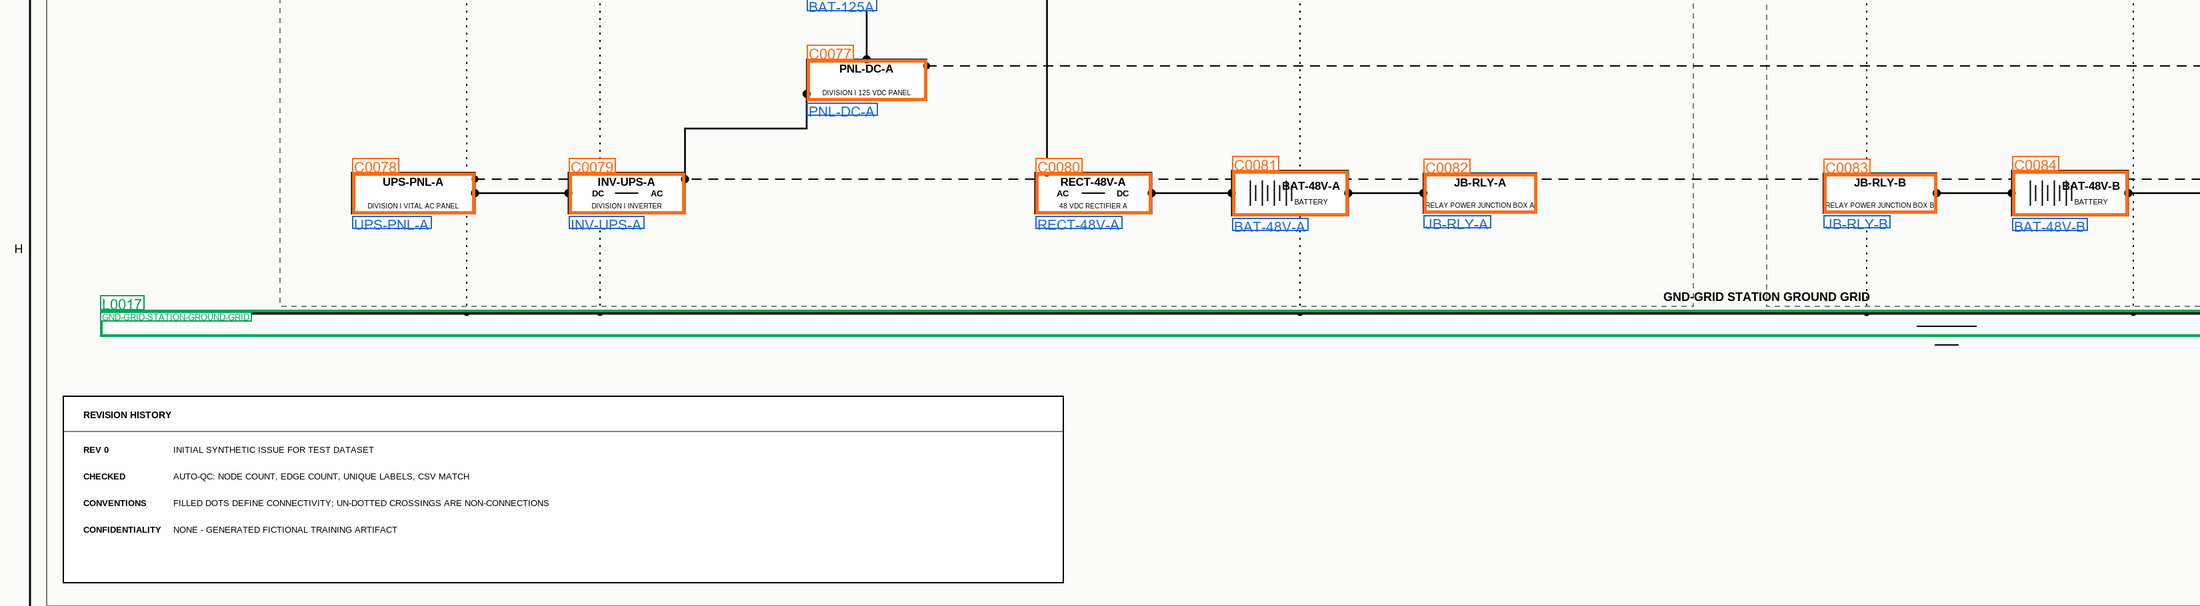 BAT-125A
C0077
PNL-DC-A
DIVISION I 125 VDC PANEL
PNL-DC-A
C0078
UPS-PNL-A
DIVISION I VITAL AC PANEL
UPS-PNL-A
C0079
INV-UPS-A
DC AC
DIVISION I INVERTER
INV-UPS-A
C0080
RECT-48V-A
AC DC
48 VDC RECTIFIER A
RECT-48V-A
C0081
BAT-48V-A
BATTERY
BAT-48V-A
C0082
JB-RLY-A
RELAY POWER JUNCTION BOX A
JB-RLY-A
C0083
JB-RLY-B
RELAY POWER JUNCTION BOX B
JB-RLY-B
C0084
BAT-48V-B
BATTERY
BAT-48V-B
H
GND-GRID STATION GROUND GRID
L0017
GND-GRID-STATION-GROUND-GRID
REVISION HISTORY
REV 0 INITIAL SYNTHETIC ISSUE FOR TEST DATASET
CHECKED AUTO-QC: NODE COUNT, EDGE COUNT, UNIQUE LABELS, CSV MATCH
CONVENTIONS FILLED DOTS DEFINE CONNECTIVITY; UN-DOTTED CROSSINGS ARE NON-CONNECTIONS
CONFIDENTIALITY NONE - GENERATED FICTIONAL TRAINING ARTIFACT